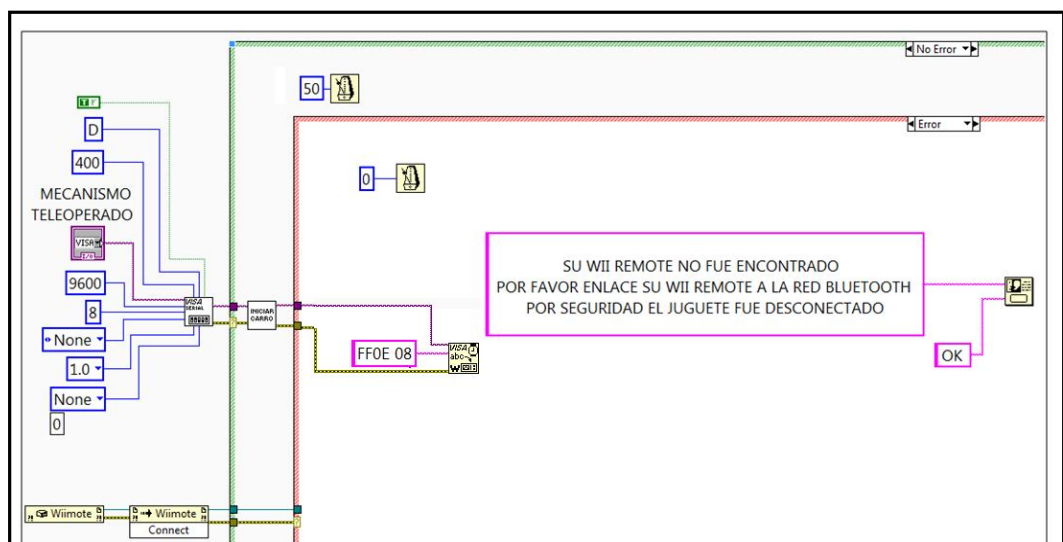 No Error
50
T F
Error
D
400
0
MECANISMO
TELEOPERADO
VISA
I/O
SU WII REMOTE NO FUE ENCONTRADO
POR FAVOR ENLACE SU WII REMOTE A LA RED BLUETOOTH
POR SEGURIDAD EL JUGUETE FUE DESCONECTADO
9600
VISA
SERIAL
8
INICIAR
CARRO
None
FF0E 08
VISA
abc
W
OK
1.0
None
0
Wiimote
Wiimote
Connect